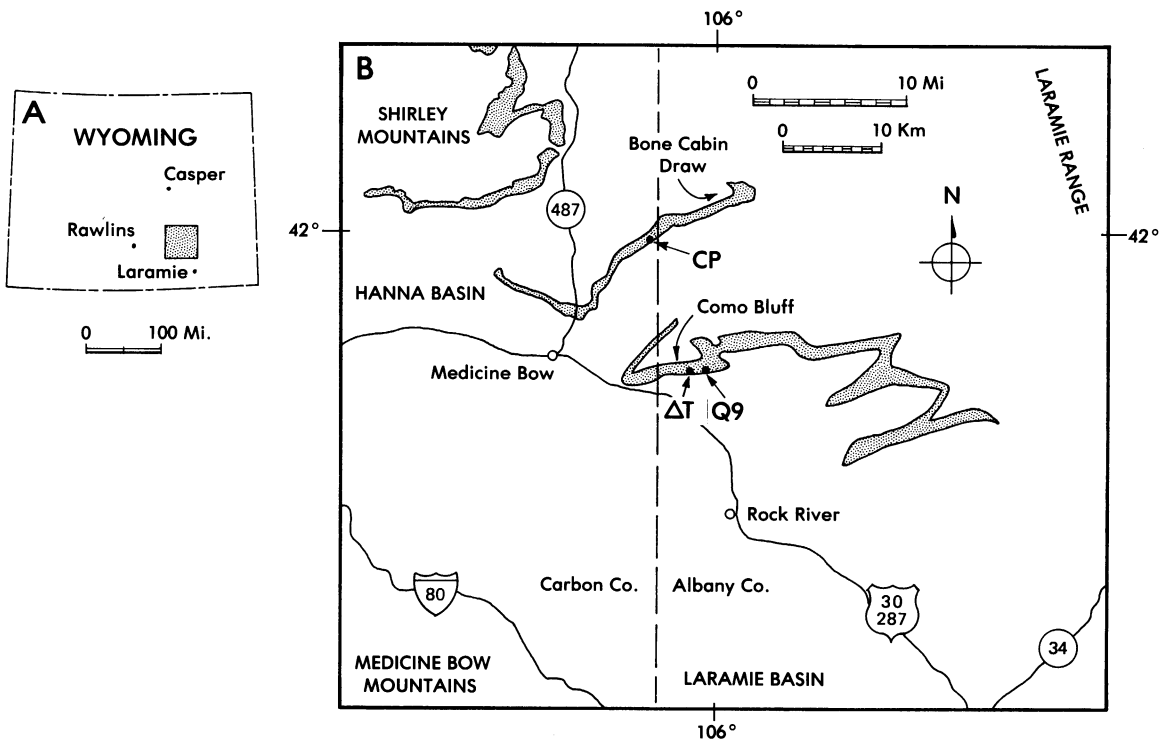 A
WYOMING
Casper
Rawlins
Laramie
0 100 Mi.
106°
B
SHIRLEY
MOUNTAINS
0 10 Mi
0 10 Km
LARAMIE RANGE
Bone Cabin
Draw
487
N
42°
42°
CP
HANNA BASIN
Como Bluff
Medicine Bow
ΔT
Q9
Rock River
80
Carbon Co.
Albany Co.
30
287
34
MEDICINE BOW
MOUNTAINS
LARAMIE BASIN
106°